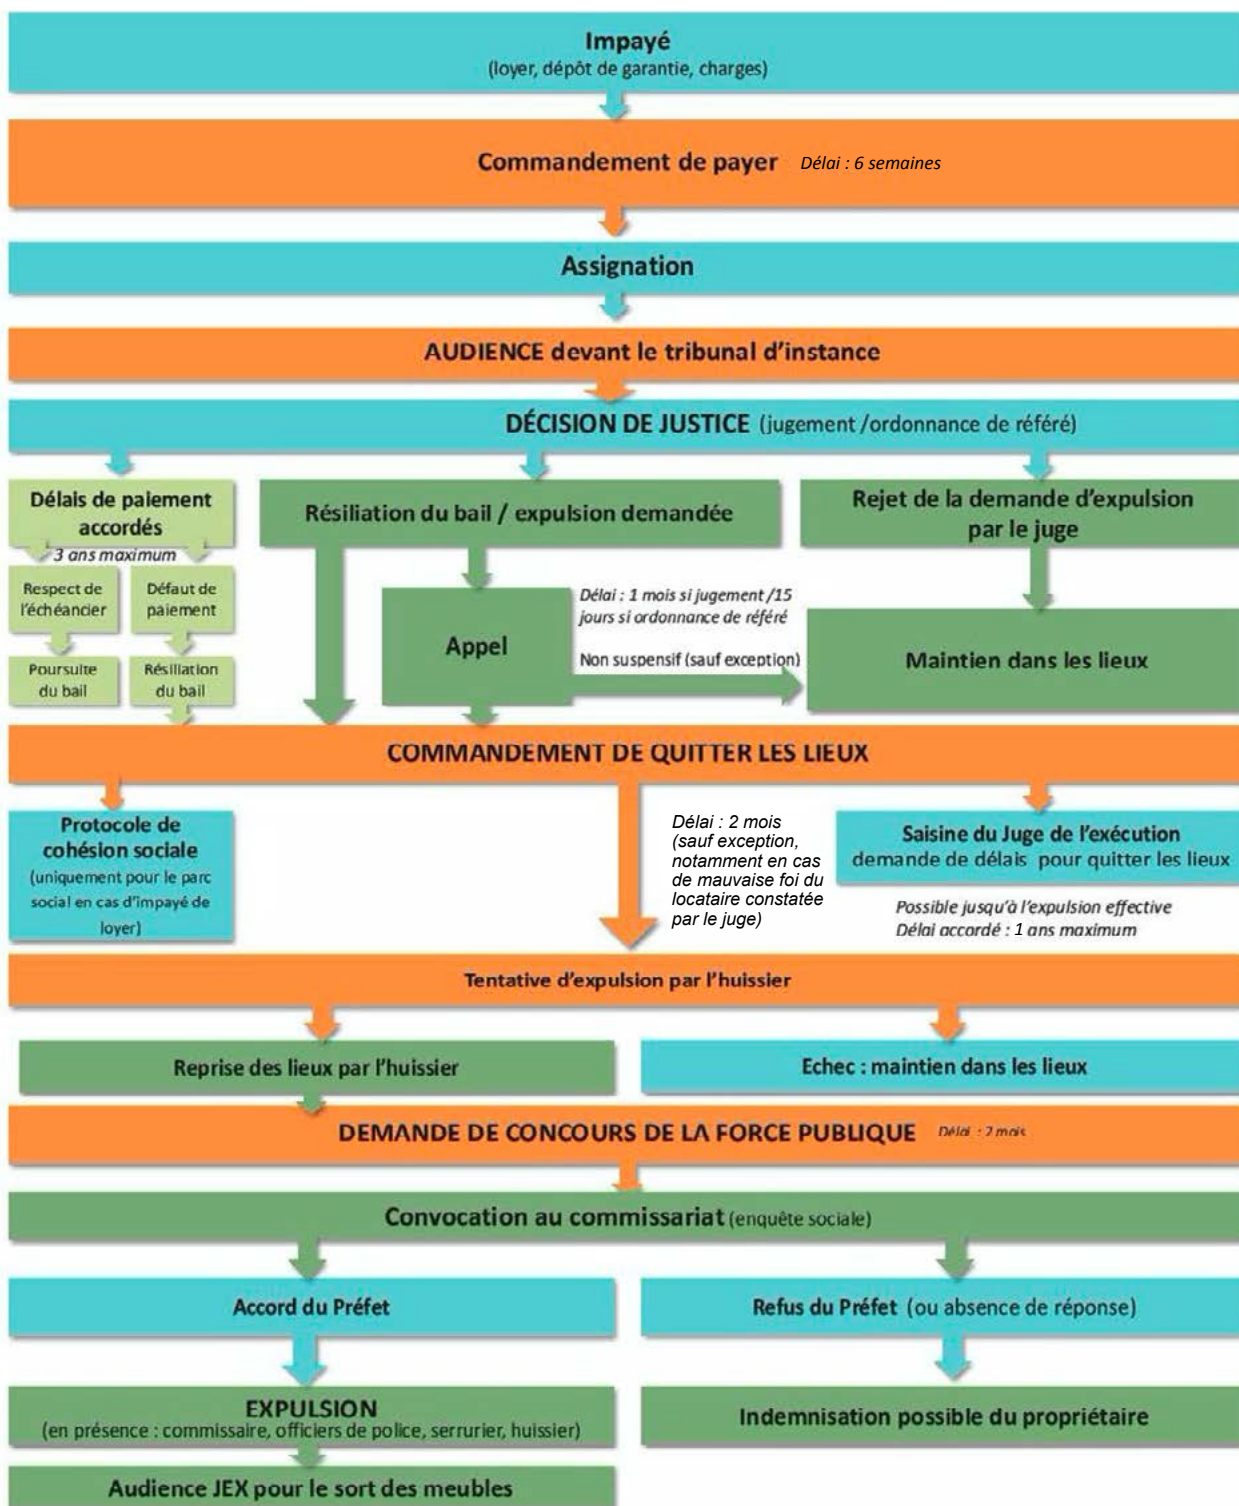 Impayé
(loyer, dépôt de garantie, charges)
Commandement de payer Délai : 6 semaines
Assignation
AUDIENCE devant le tribunal d'instance
DÉCISION DE JUSTICE (jugement /ordonnance de référé)
Délais de paiement
accordés
3 ans maximum
Respect de
l'échéancier
Défaut de
paiement
Poursuite
du bail
Résiliation
du bail
Résiliation du bail / expulsion demandée
Appel
Délai : 1 mois si jugement /15
jours si ordonnance de référé
Non suspensif (sauf exception)
Rejet de la demande d'expulsion
par le juge
Maintien dans les lieux
COMMANDEMENT DE QUITTER LES LIEUX
Protocole de
cohésion sociale
(uniquement pour le parc
social en cas d'impayé de
loyer)
Délai : 2 mois
(sauf exception,
notamment en cas
de mauvaise foi du
locataire constatée
par le juge)
Saisine du Juge de l'exécution
demande de délais pour quitter les lieux
Possible jusqu'à l'expulsion effective
Délai accordé : 1 ans maximum
Tentative d'expulsion par l'huissier
Reprise des lieux par l'huissier
Echec : maintien dans les lieux
DEMANDE DE CONCOURS DE LA FORCE PUBLIQUE Délai : 2 mois
Convocation au commissariat (enquête sociale)
Accord du Préfet
Refus du Préfet (ou absence de réponse)
EXPULSION
(en présence : commissaire, officiers de police, serrurier, huissier)
Indemnisation possible du propriétaire
Audience JEX pour le sort des meubles